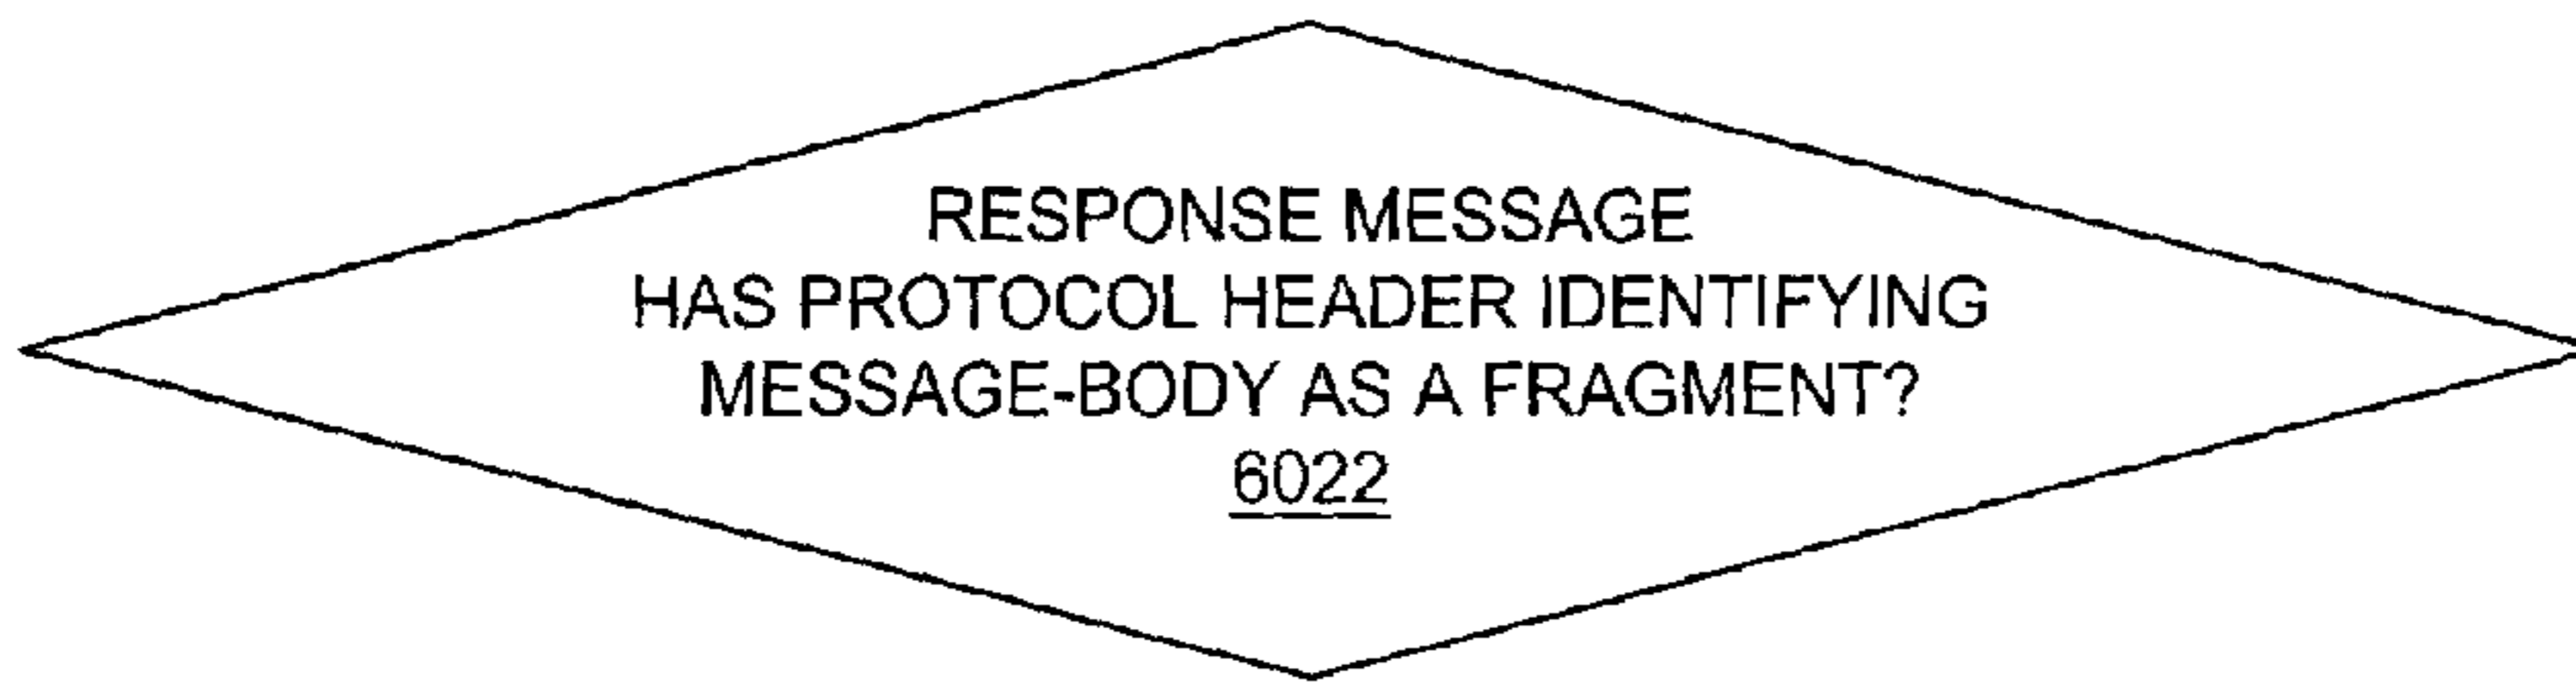 RESPONSE MESSAGE
HAS PROTOCOL HEADER IDENTIFYING
MESSAGE-BODY AS A FRAGMENT?
6022